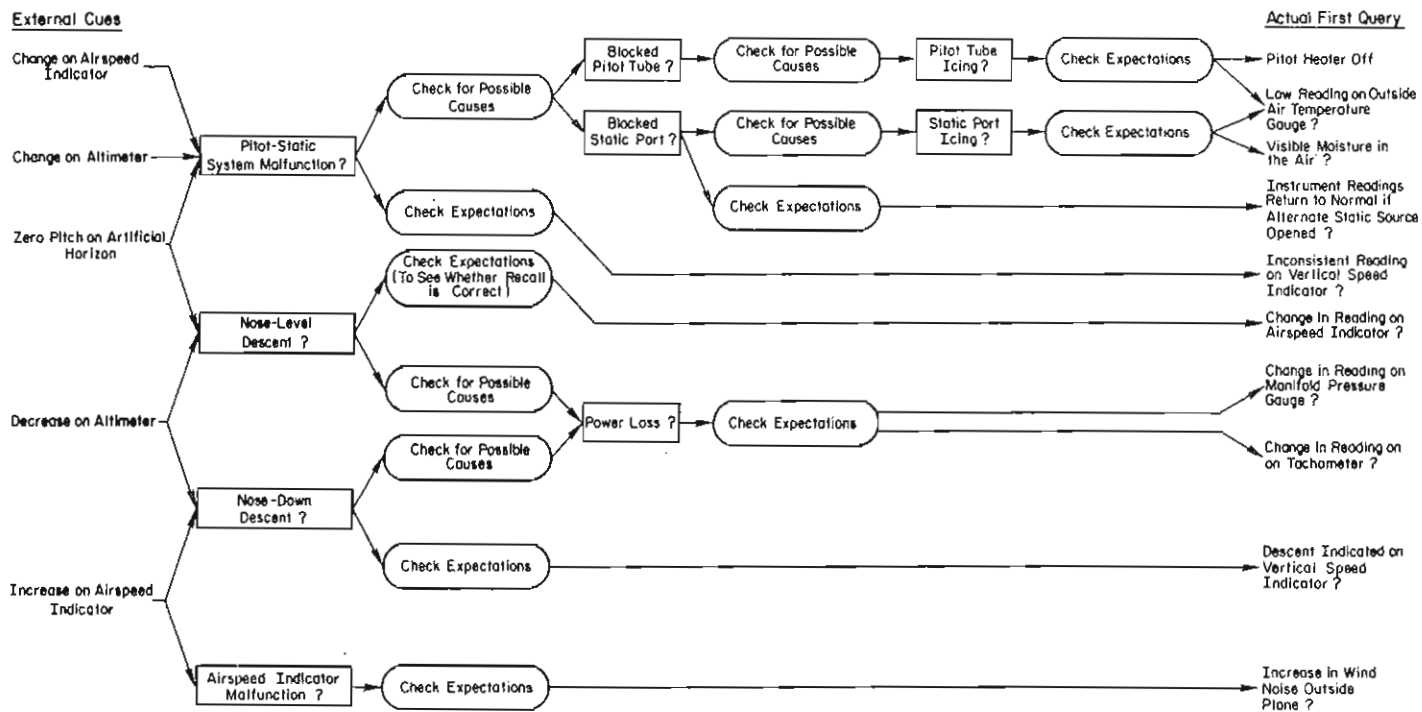 External Cues
Actual First Query
Change on Airspeed
Indicator
Change on Altimeter
Zero Pitch on Artificial
Horizon
Decrease on Altimeter
Increase on Airspeed
Indicator
Pitot-Static
System Malfunction ?
Nose-Level
Descent ?
Nose-Down
Descent ?
Airspeed Indicator
Malfunction ?
Check for Possible
Causes
Check Expectations
Check Expectations
(To See Whether Recall
is Correct)
Check for Possible
Causes
Check for Possible
Causes
Check Expectations
Check Expectations
Blocked
Pitot Tube ?
Blocked
Static Port ?
Power Loss ?
Check for Possible
Causes
Check for Possible
Causes
Check Expectations
Check Expectations
Pitot Tube
Icing ?
Static Port
Icing ?
Check Expectations
Check Expectations
Pitot Heater Off
Low Reading on Outside
Air Temperature
Gauge ?
Visible Moisture in
the Air ?
Instrument Readings
Return to Normal if
Alternate Static Source
Opened ?
Inconsistent Reading
on Vertical Speed
Indicator ?
Change In Reading on
Airspeed Indicator ?
Change in Reading on
Manifold Pressure
Gauge ?
Change In Reading on
on Tachometer ?
Descent Indicated on
Vertical Speed
Indicator ?
Increase in Wind
Noise Outside
Plane ?